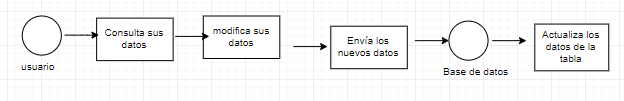 usuario
Consulta sus
datos
modifica sus
datos
Envía los
nuevos datos
Base de datos
Actualiza los
datos de la
tabla